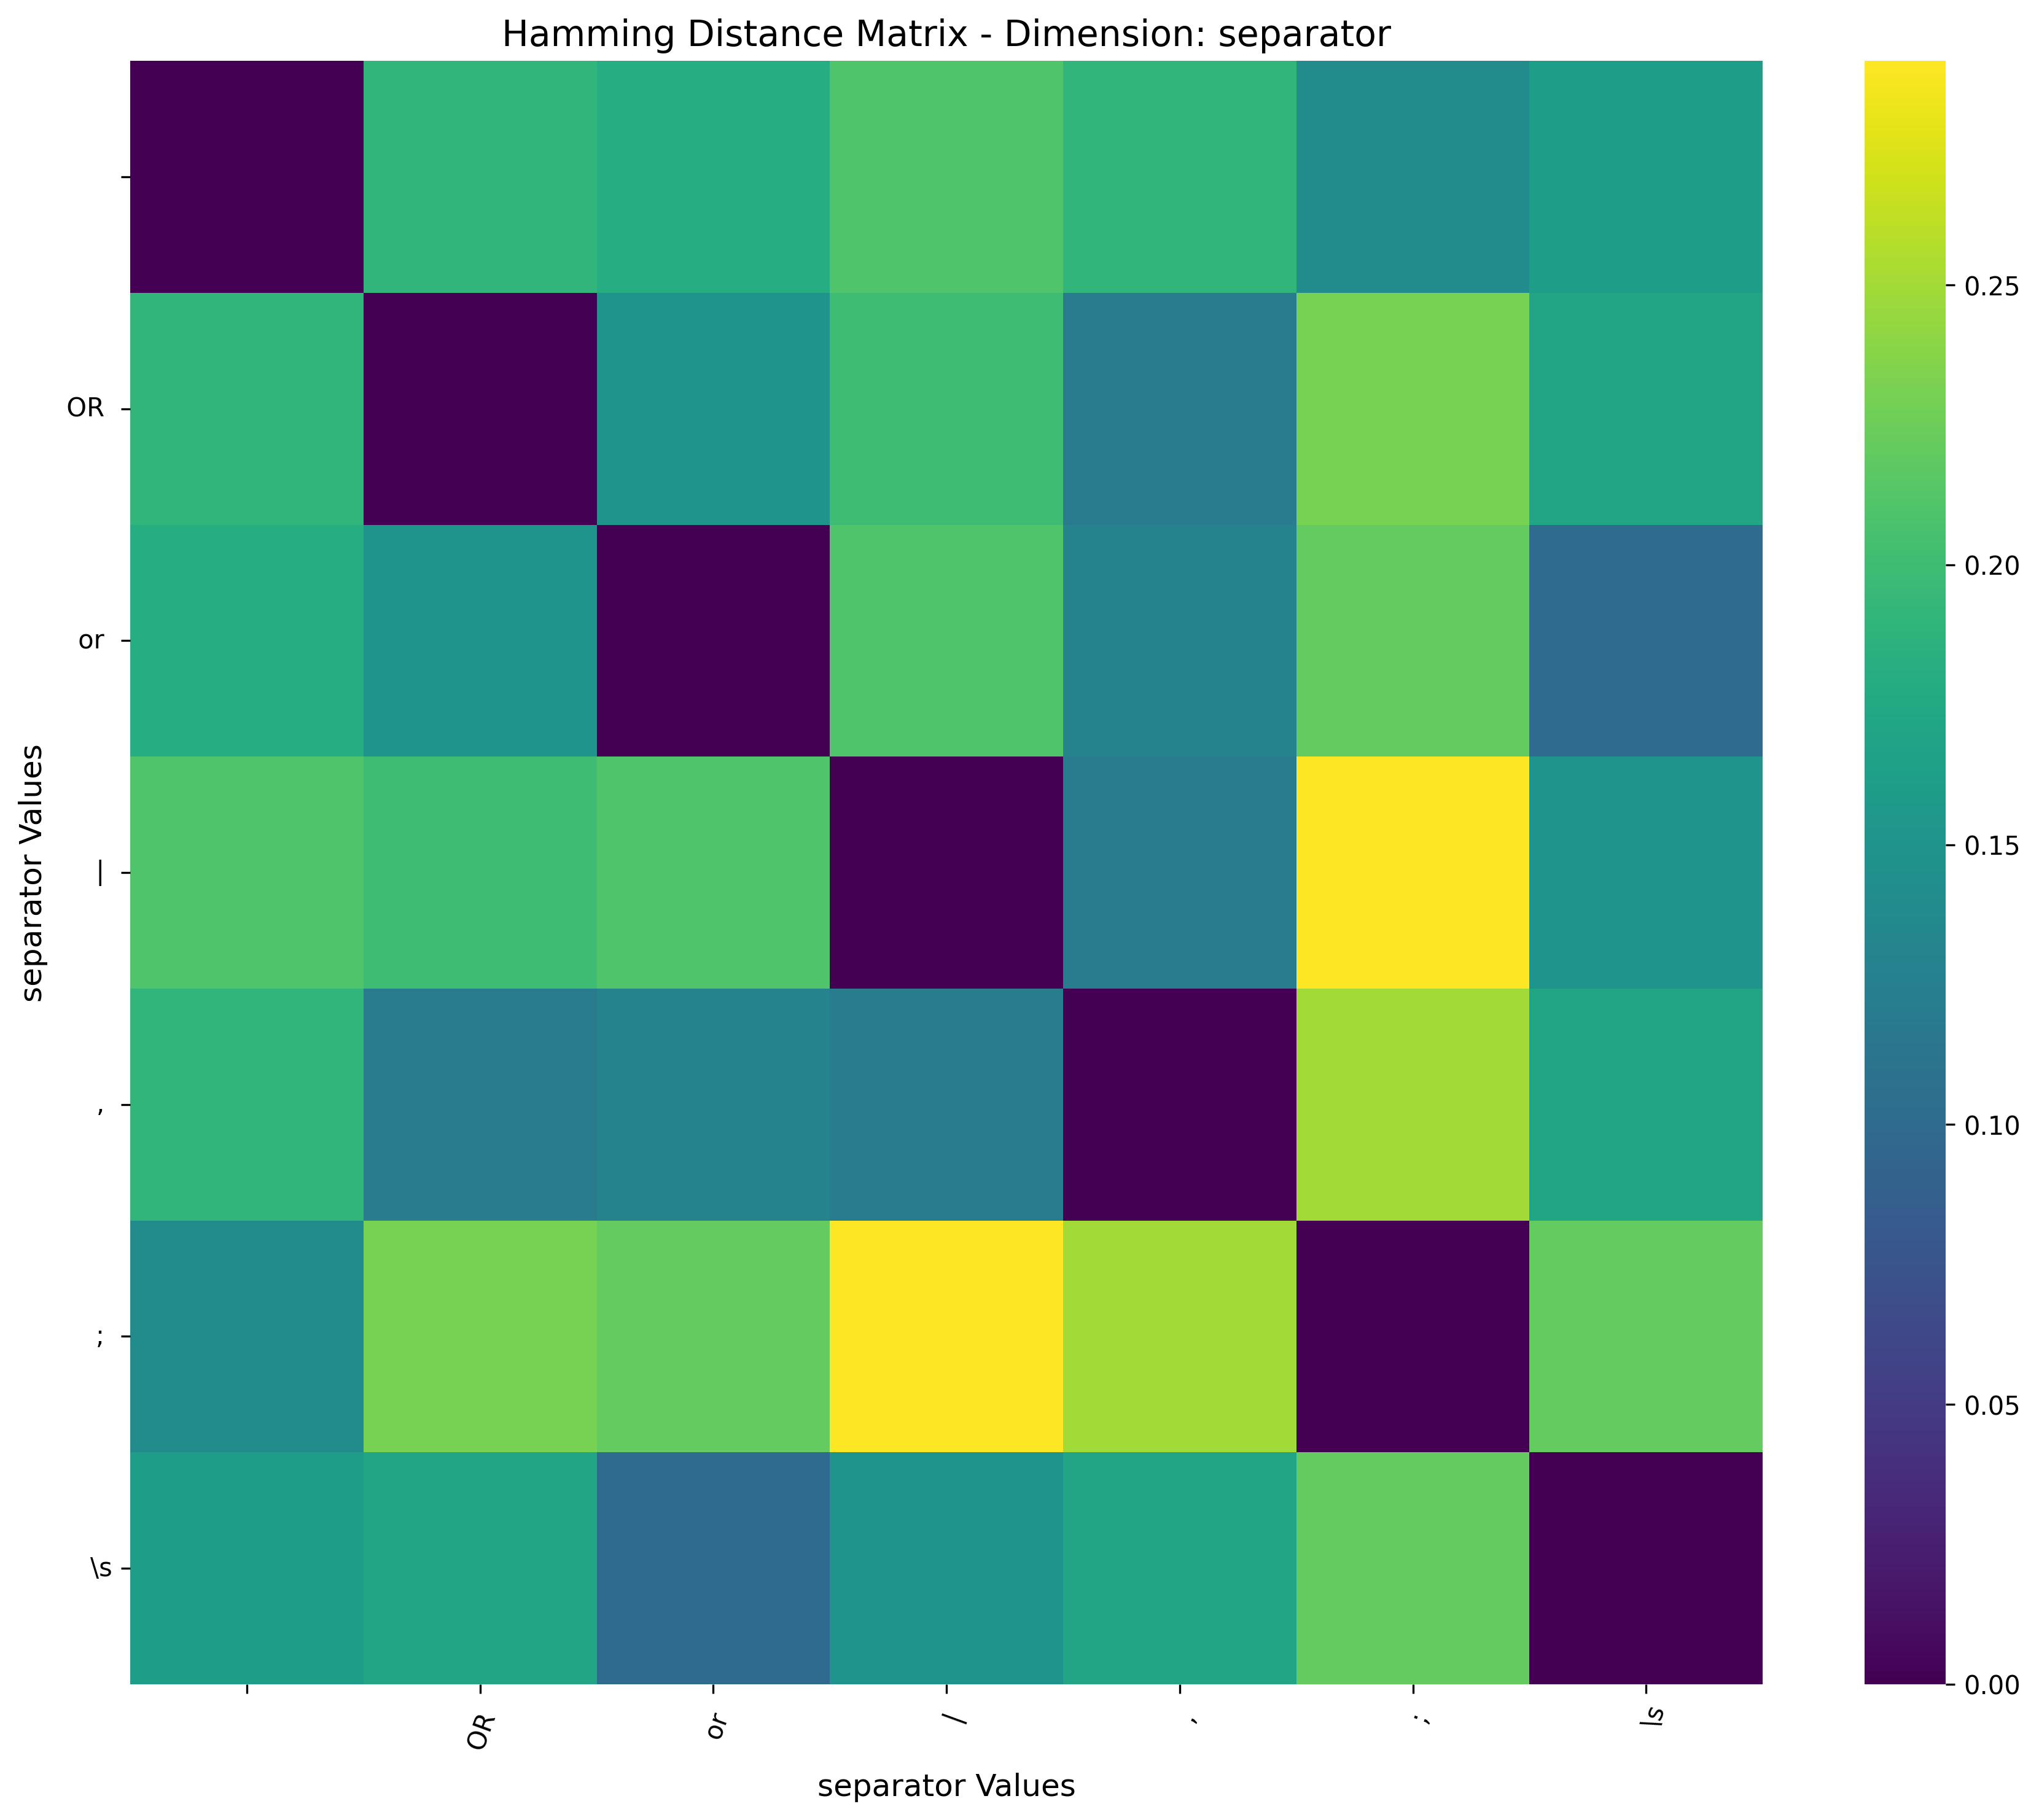 Hamming Distance Matrix - Dimension: separator
separator Values
OR
or
|
,
;
\s
OR
or
|
,
;
\s
separator Values
0.25
0.20
0.15
0.10
0.05
0.00